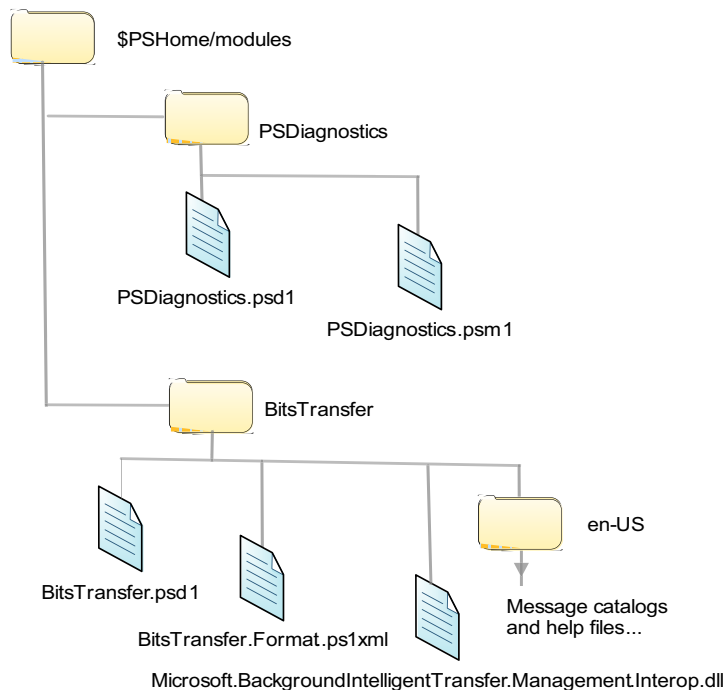 $PSHome/modules
PSDiagnostics
PSDiagnostics.psd1
PSDiagnostics.psm1
BitsTransfer
en-US
BitsTransfer.psd1
BitsTransfer.Format.ps1xml
Message catalogs
and help files...
Microsoft.BackgroundIntelligentTransfer.Management.Interop.dll